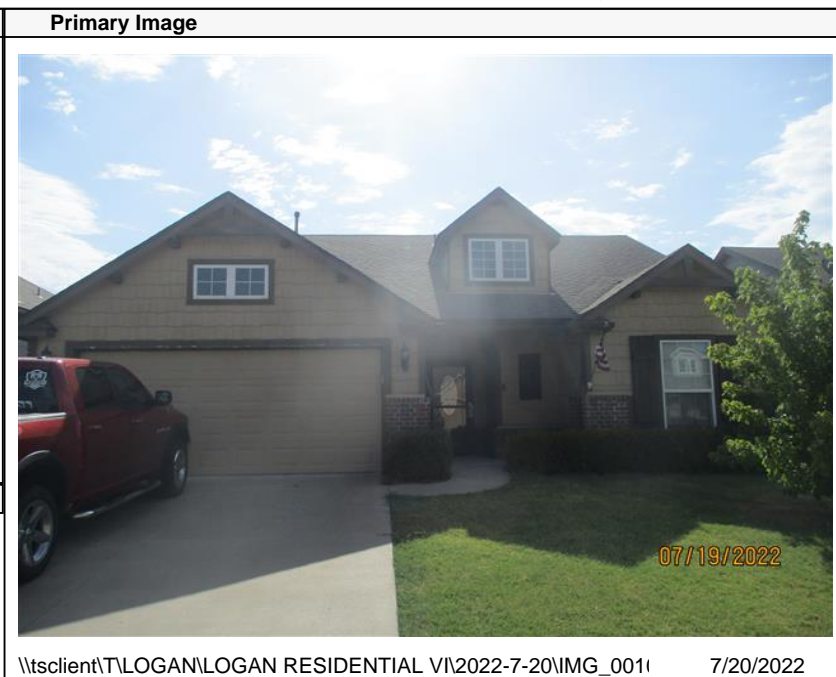 Primary Image
07/19/2022
\\tsclient\T\LOGAN\LOGAN RESIDENTIAL VI\2022-7-20\IMG_001 7/20/2022